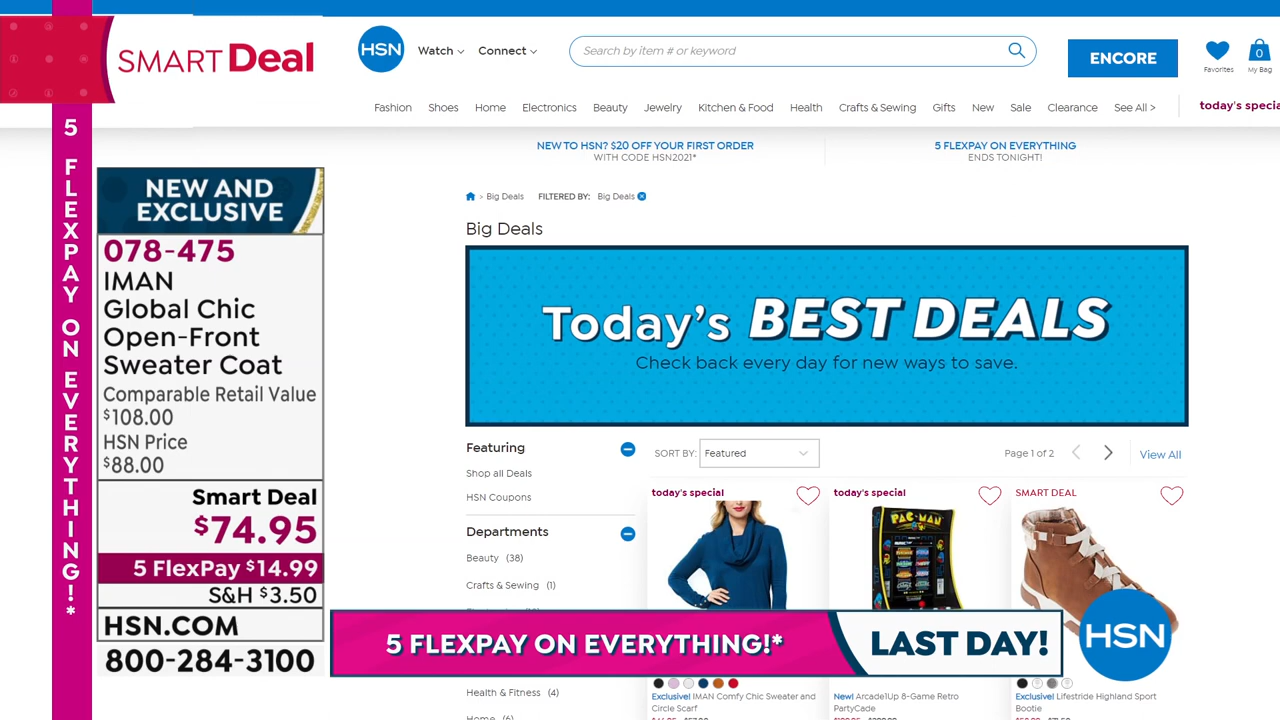 SMART Deal
HSN
Watch
Connect
Search by item # or keyword
ENCORE
Favorites
0
My Bag
Fashion
Shoes
Home
Electronics
Beauty
Jewelry
Kitchen & Food
Health
Crafts & Sewing
Gifts
New
Sale
Clearance
See All >
today's specia
NEW TO HSN? $20 OFF YOUR FIRST ORDER
WITH CODE HSN2021*
5 FLEXPAY ON EVERYTHING
ENDS TONIGHT!
5 FLEXPAY ON EVERYTHING!*
NEW AND
EXCLUSIVE
078-475
IMAN
Global Chic
Open-Front
Sweater Coat
Comparable Retail Value
$108.00
HSN Price
$88.00
Smart Deal
$74.95
5 FlexPay $14.99
S&H $3.50
HSN.COM
800-284-3100
> Big Deals
FILTERED BY: Big Deals
Big Deals
Today's BEST DEALS
Check back every day for new ways to save.
Featuring
Shop all Deals
HSN Coupons
Departments
Beauty (38)
Crafts & Sewing (1)
Health & Fitness (4)
Home (6)
SORT BY: Featured
Page 1 of 2
View All
today's special
today's special
SMART DEAL
PAC-MAN
5 FLEXPAY ON EVERYTHING!*
LAST DAY!
HSN
Exclusive! IMAN Comfy Chic Sweater and
Circle Scarf
New! Arcade1Up 8-Game Retro
PartyCade
Exclusive! Lifestride Highland Sport
Bootie